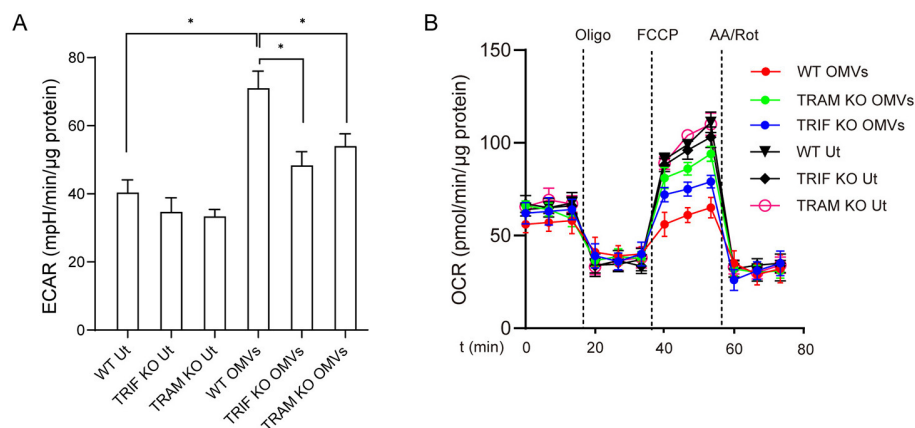 A
*
*
*
ECAR (mpH/min/µg protein)
80
60
40
20
0
WT Ut
TRIF KO Ut
TRAM KO Ut
WT OMVs
TRIF KO OMVs
TRAM KO OMVs
B
Oligo
FCCP
AA/Rot
OCR (pmol/min/µg protein)
150
100
50
0
t (min)
0
20
40
60
80
WT OMVs
TRAM KO OMVs
TRIF KO OMVs
WT Ut
TRIF KO Ut
TRAM KO Ut